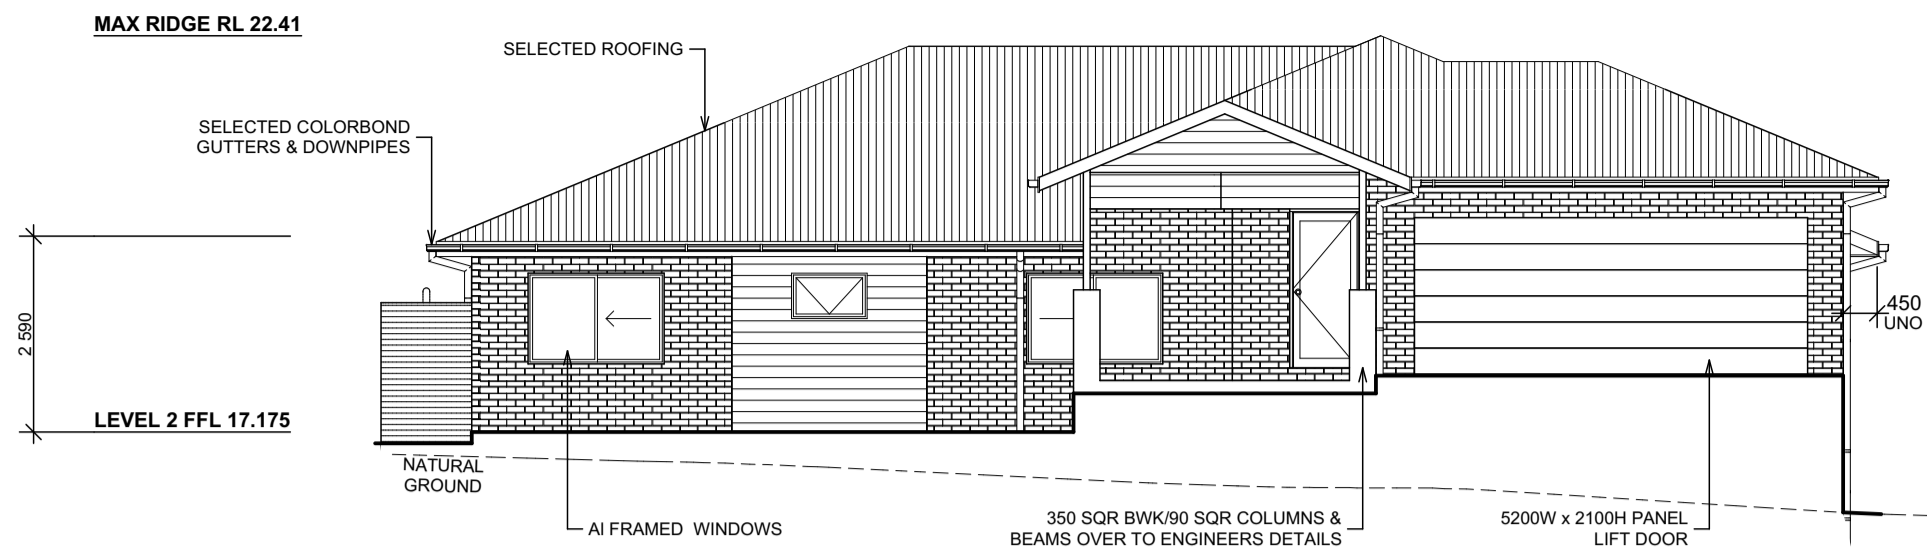 MAX RIDGE RL 22.41
SELECTED ROOFING
SELECTED COLORBOND
GUTTERS & DOWNPIPES
2 590
450
UNO
LEVEL 2 FFL 17.175
NATURAL
GROUND
AI FRAMED WINDOWS
350 SQR BWK/90 SQR COLUMNS &
BEAMS OVER TO ENGINEERS DETAILS
5200W x 2100H PANEL
LIFT DOOR